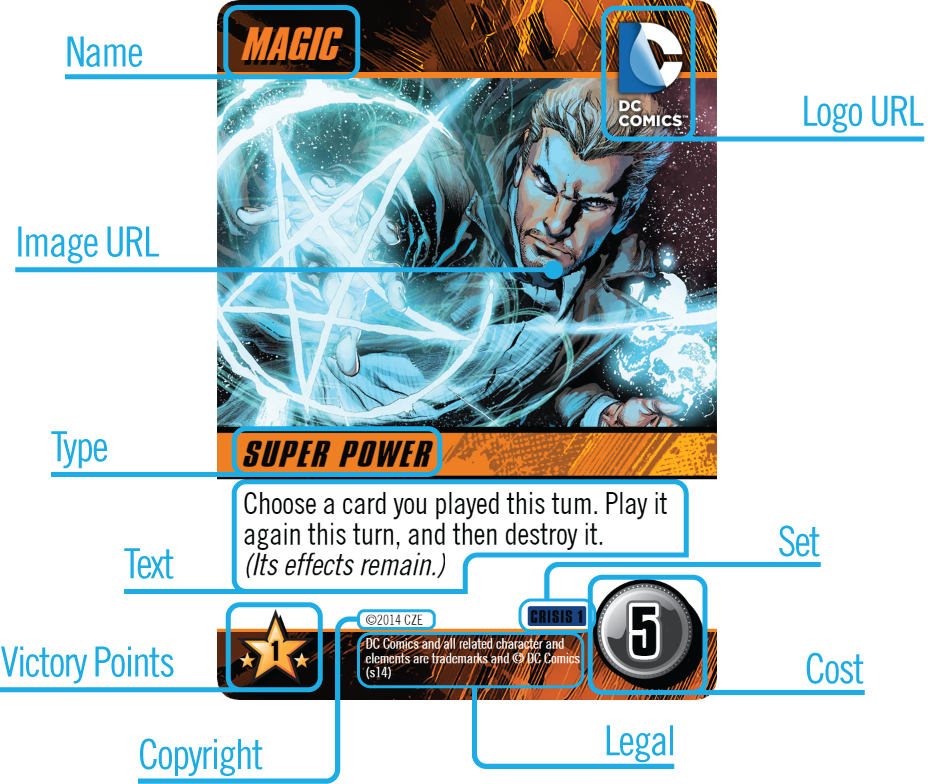 Name
MAGIC
DC
COMICS™
Logo URL
Image URL
Type
SUPER POWER
Choose a card you played this tum. Play it
again this turn, and then destroy it.
(Its effects remain.)
Text
Set
©2014 CZE
CRISIS 1
1
5
DC Comics and all related character and
elements are trademarks and © DC Comics
(s14)
Victory Points
Cost
Copyright
Legal